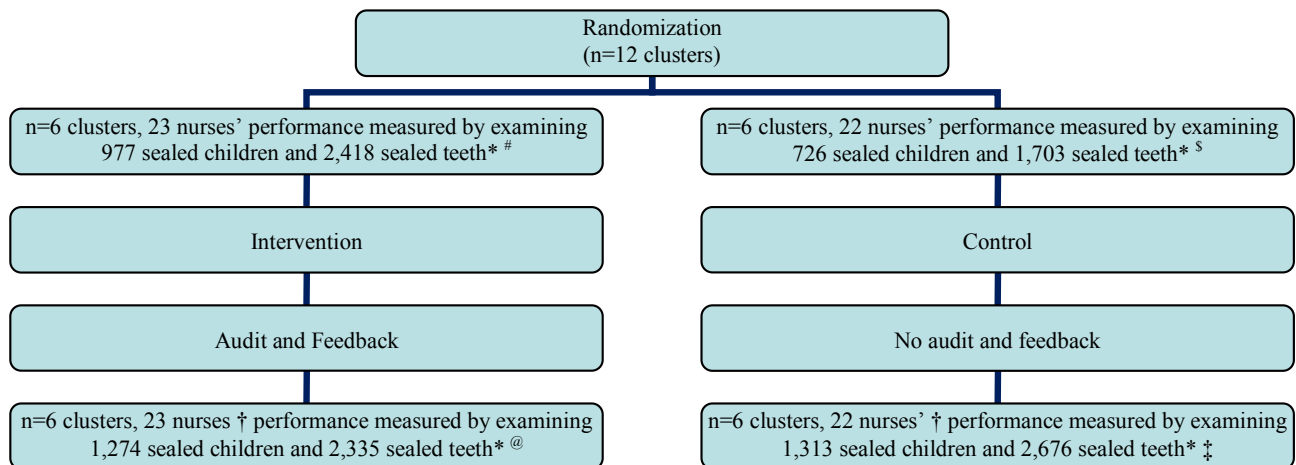 Randomization
(n=12 clusters)
n=6 clusters, 23 nurses’ performance measured by examining
977 sealed children and 2,418 sealed teeth* #
n=6 clusters, 22 nurses’ performance measured by examining
726 sealed children and 1,703 sealed teeth* $
Intervention
Control
Audit and Feedback
No audit and feedback
n=6 clusters, 23 nurses † performance measured by examining
1,274 sealed children and 2,335 sealed teeth* @
n=6 clusters, 22 nurses’ † performance measured by examining
1,313 sealed children and 2,676 sealed teeth* ‡